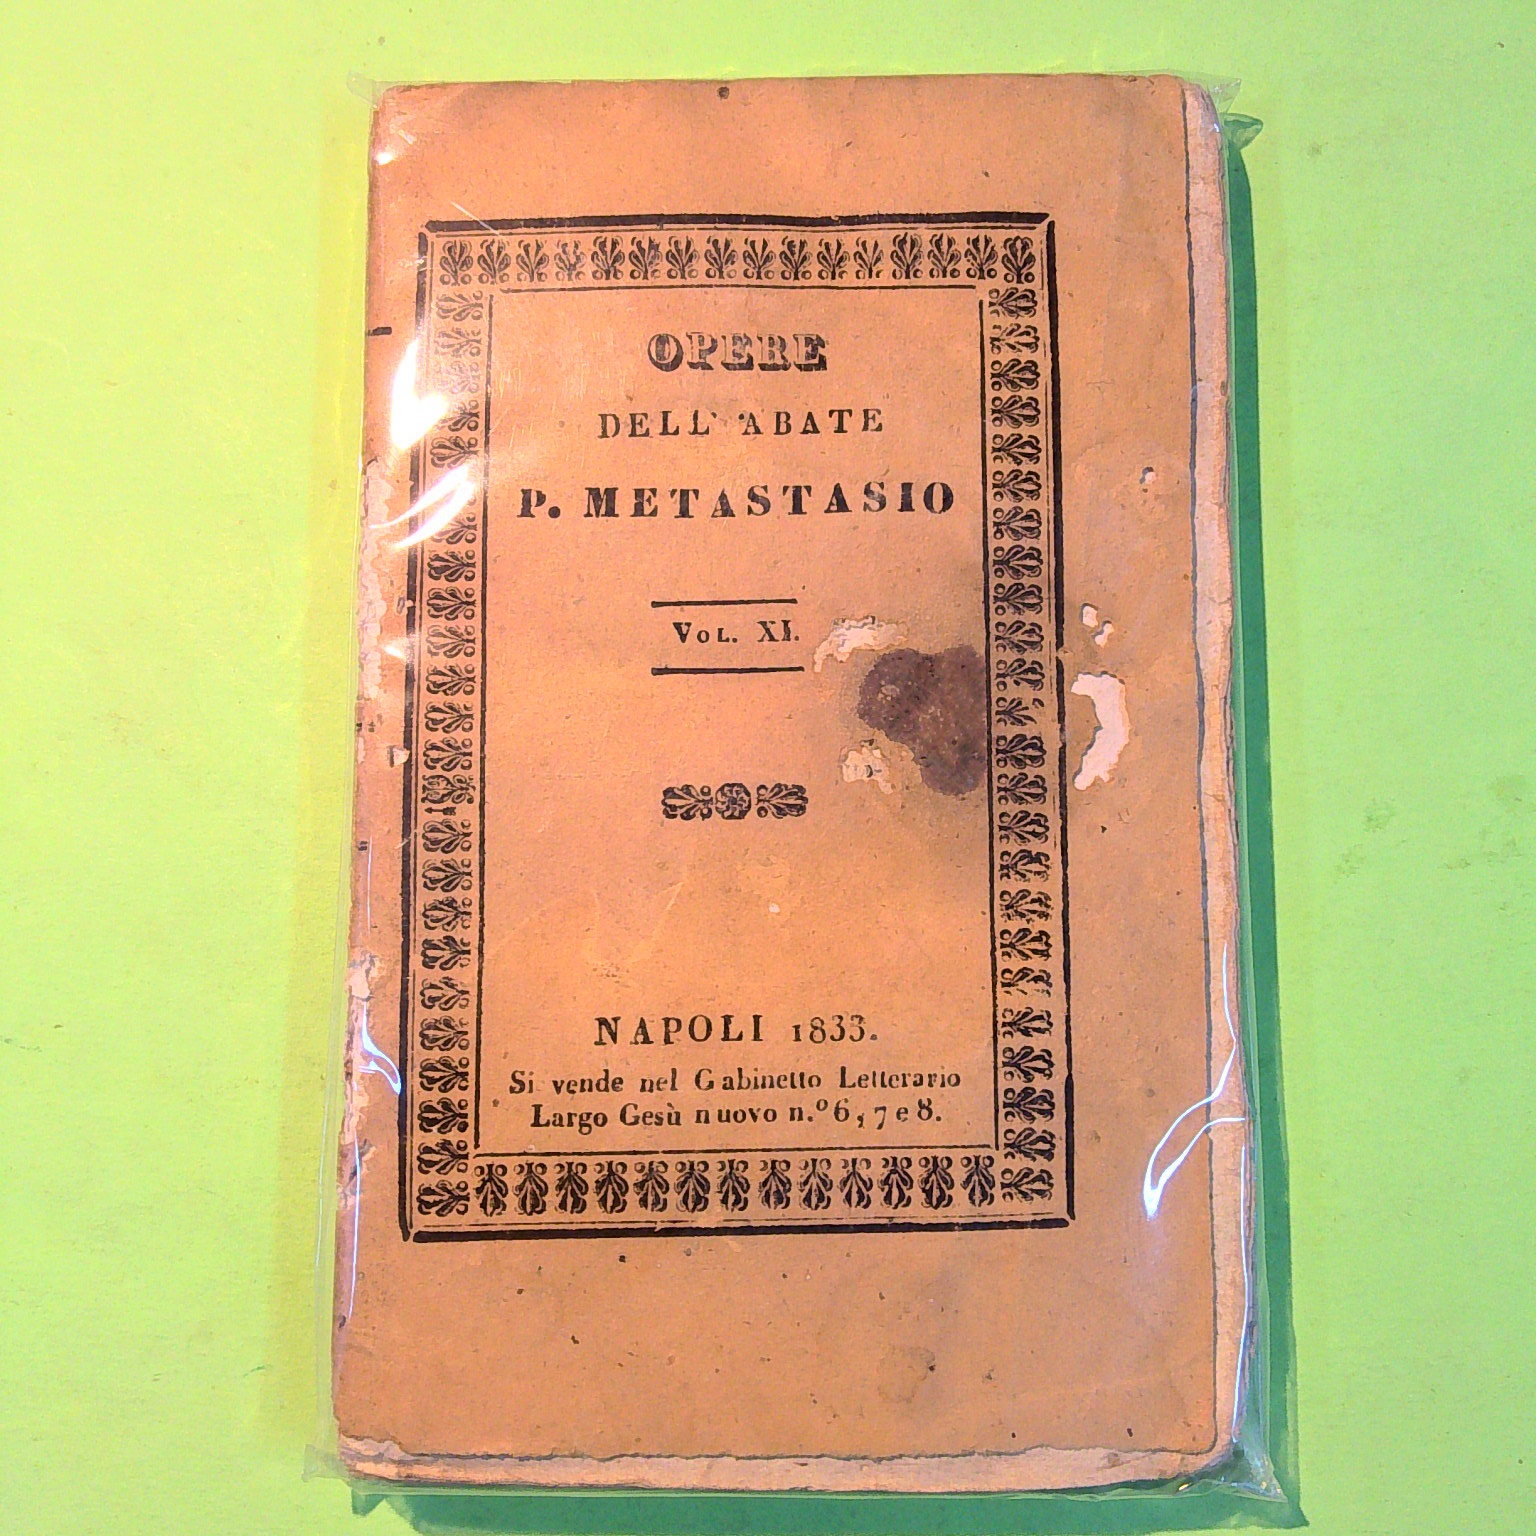 OPERE
DELL' ABATE
P. METASTASIO
VOL. XI.
NAPOLI 1833.
Si vende nel Gabinetto Letterario
Largo Gesù nuovo n.º 6, 7 e 8.